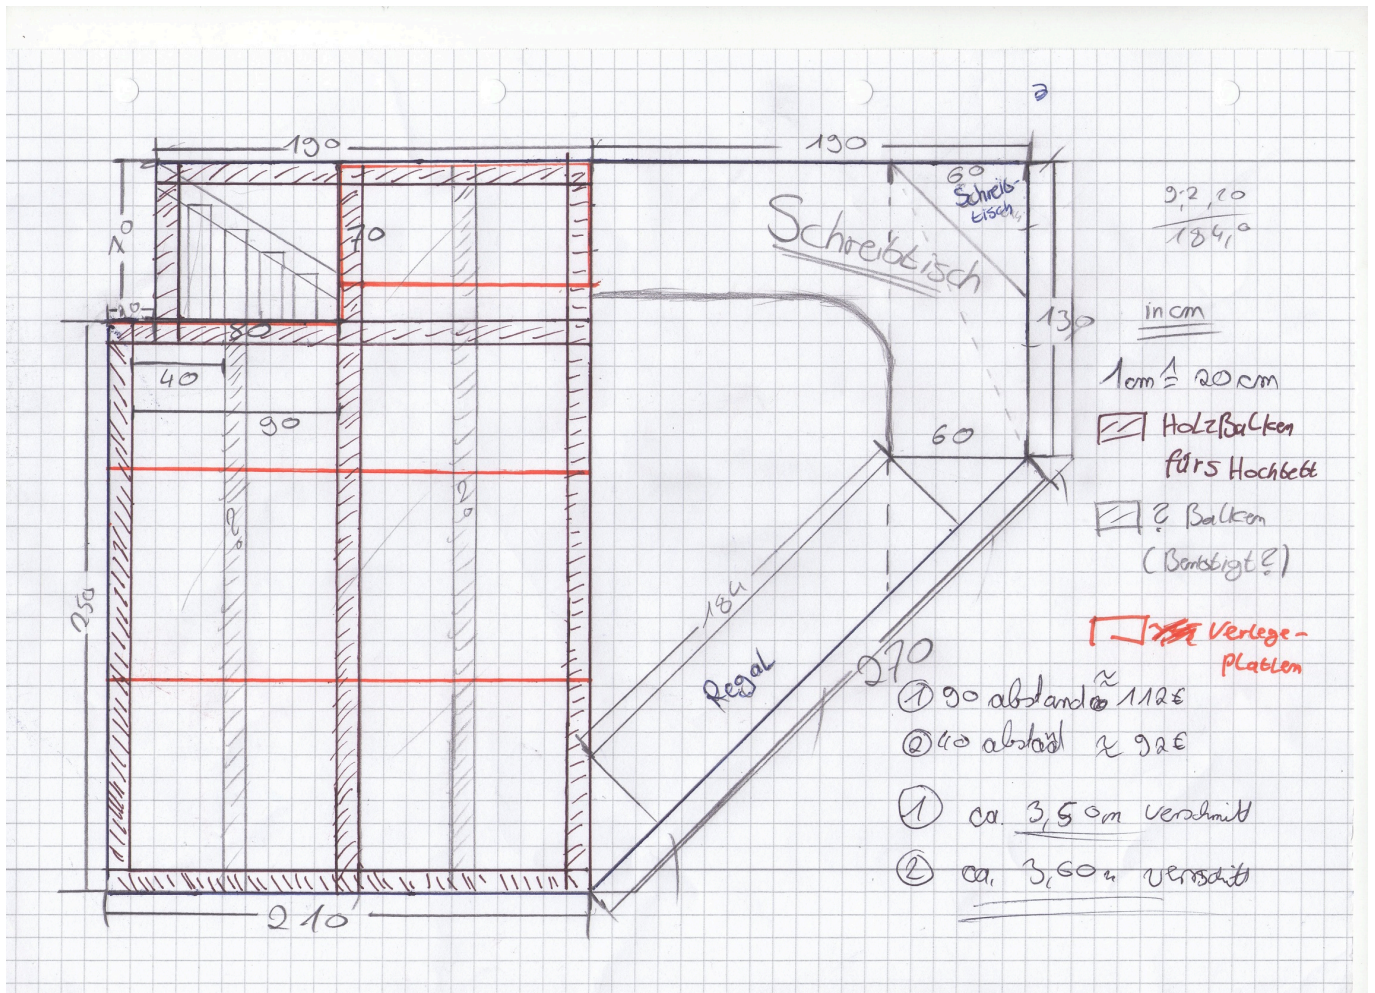 190
190
60
Schreib-
tisch
70
70
Schreibtisch
9,2,20
184,0
20
80
130
in cm
40
1cm ≙ 20cm
90
60
HolzBalken
fürs Hochbett
? Balken
(Benötigt?)
250
184
Verlege-
platten
270
Regal
① 90 abstand ≈ 112€
② 40 abstand ≈ 92€
① ca. 3,50m verschnitt
② ca. 3,60m verschnitt
210